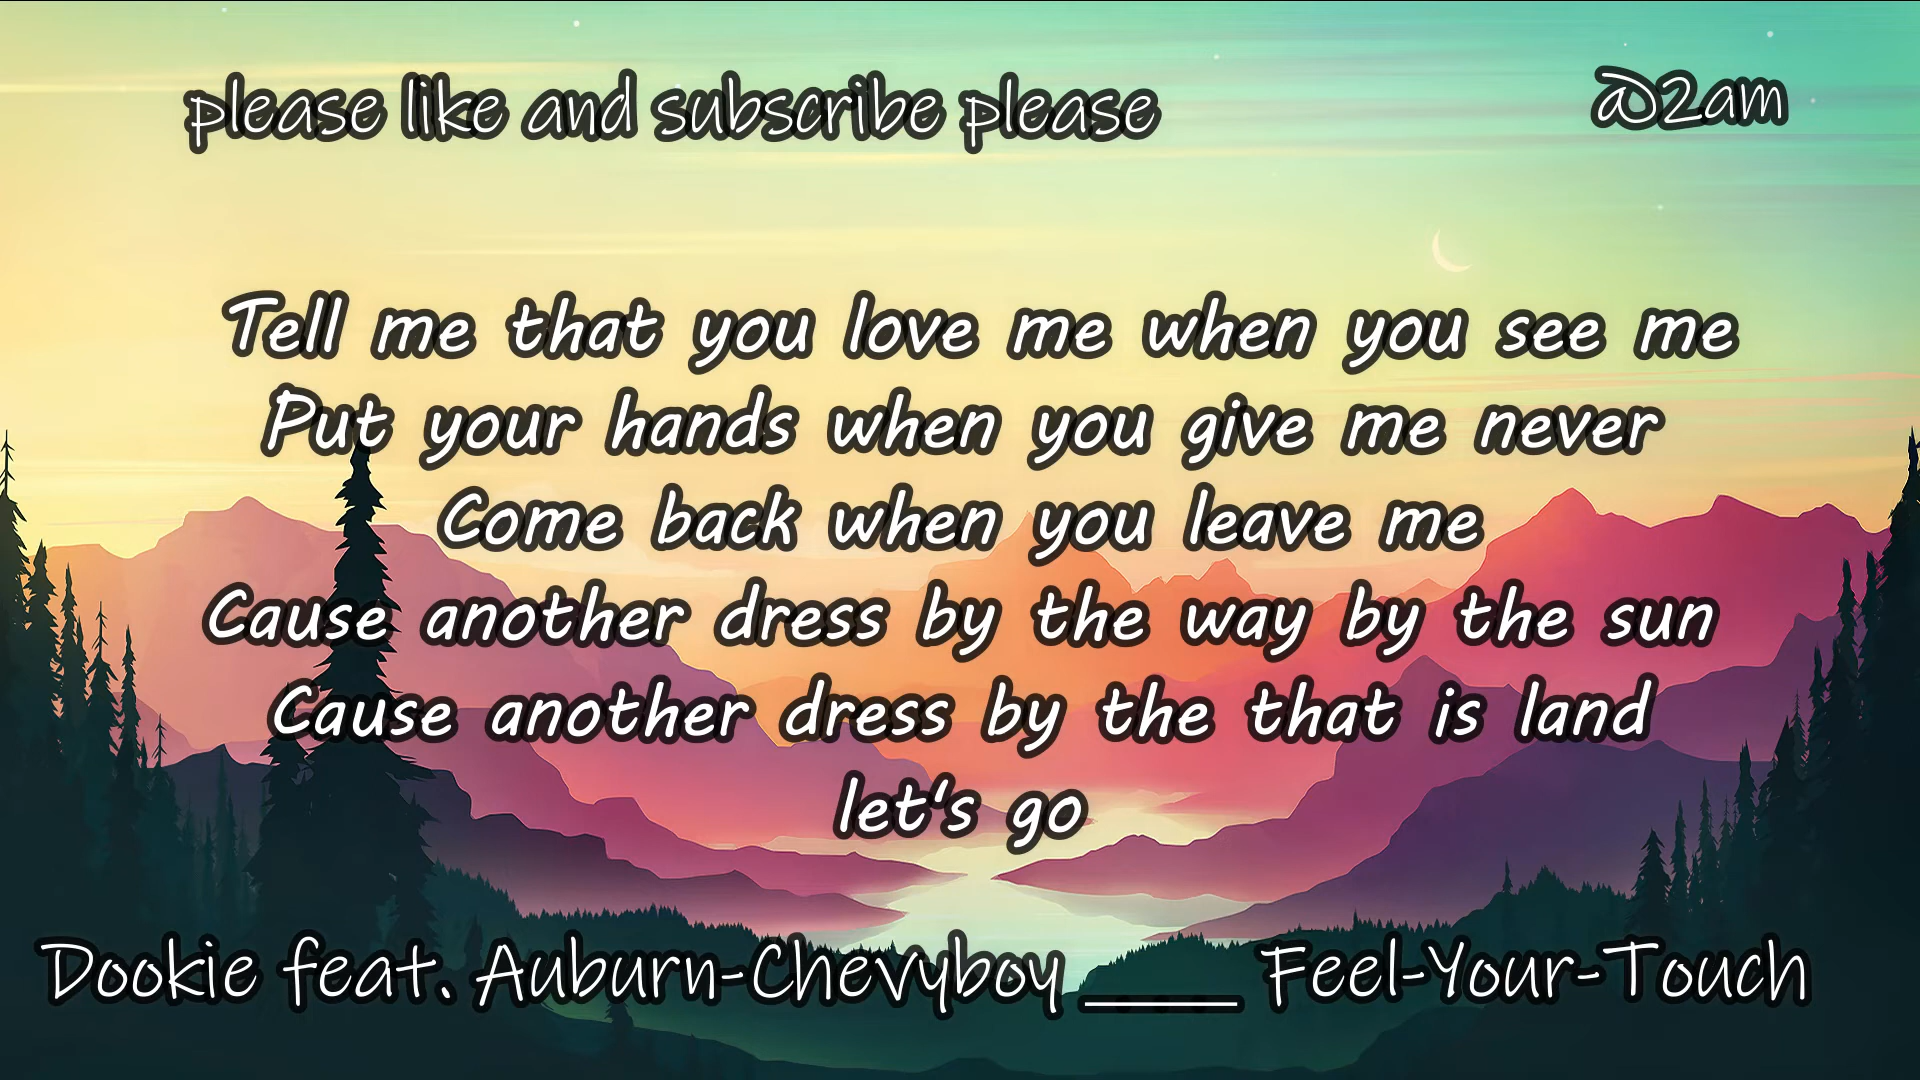 please like and subscribe please
@2am
Tell me that you love me when you see me
Put your hands when you give me never
Come back when you leave me
Cause another dress by the way by the sun
Cause another dress by the that is land
let's go
Dookie feat. Auburn-Chevyboy ____ Feel-Your-Touch